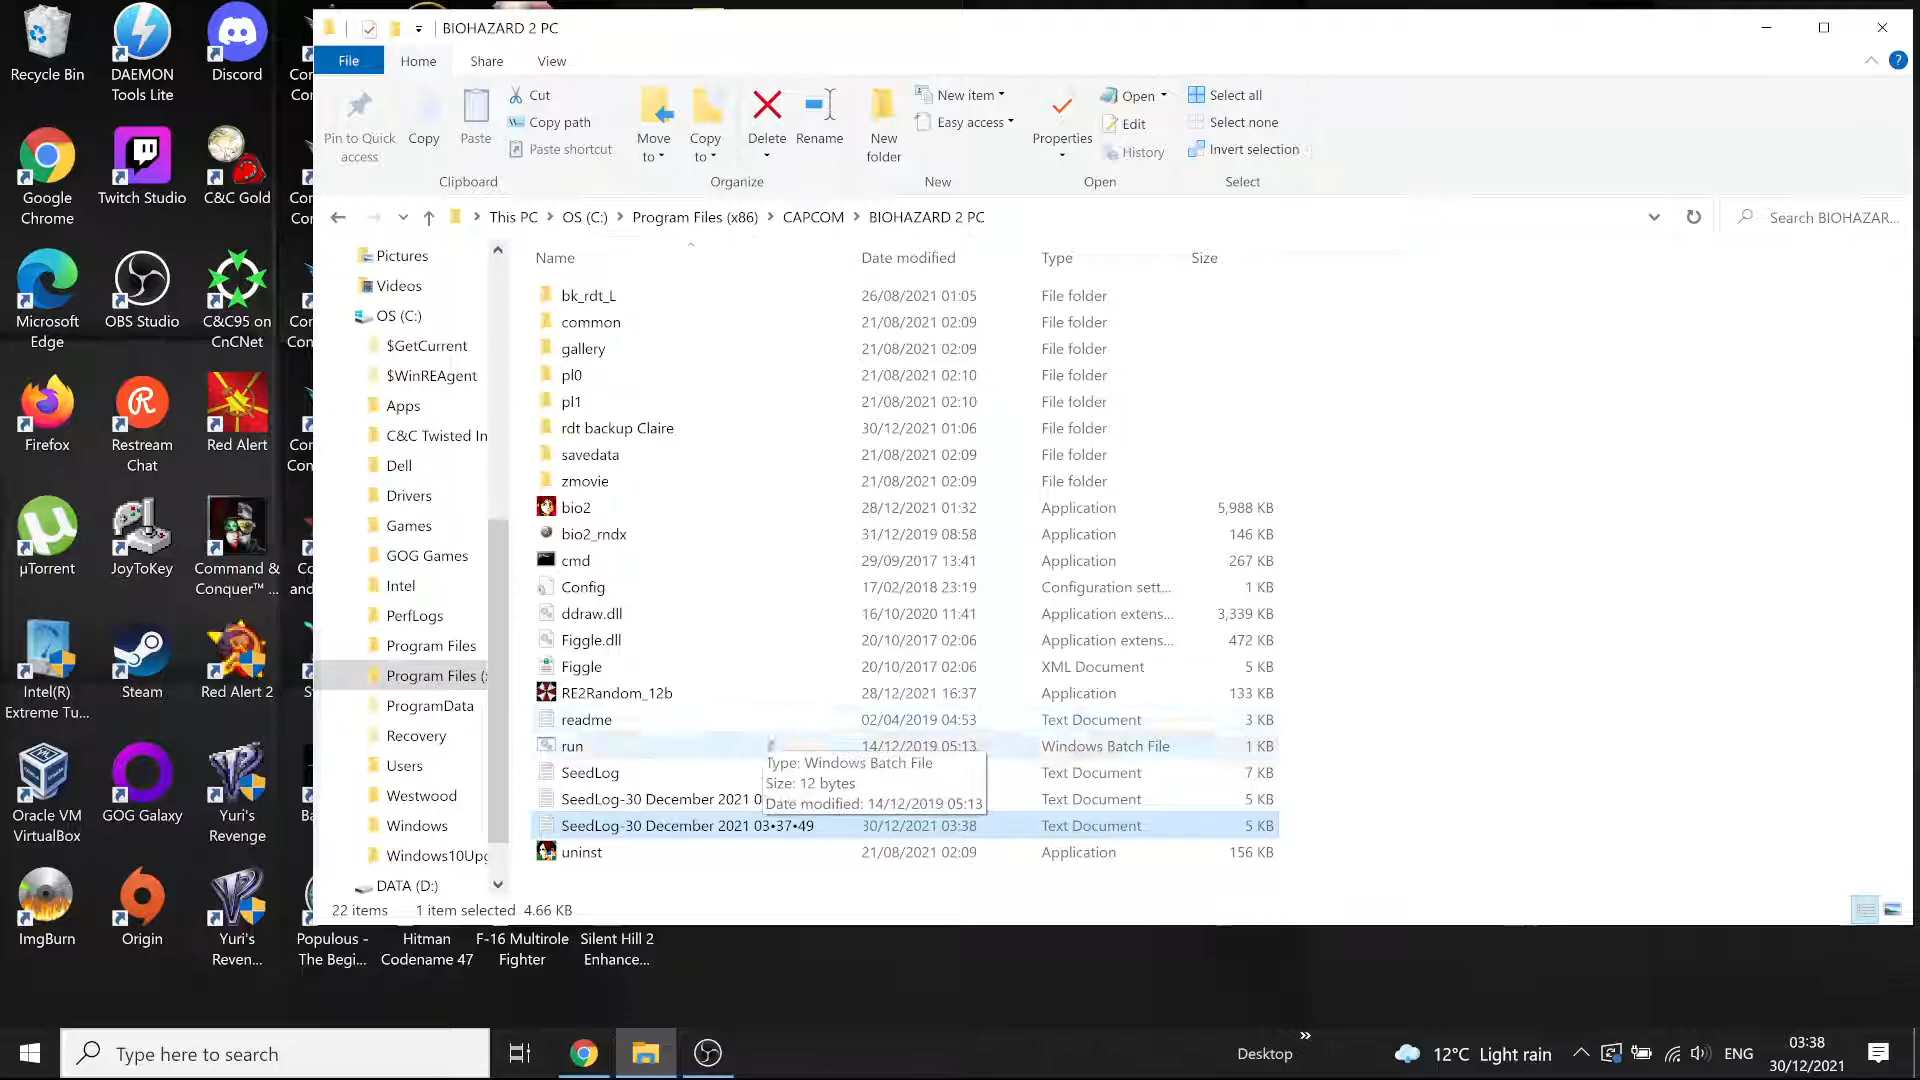 BIOHAZARD 2 PC
File
Home
Share
View
Pin to Quick access
Copy
Paste
Cut
Copy path
Paste shortcut
Clipboard
Move to
Copy to
Delete
Rename
Organize
New folder
New item
Easy access
New
Properties
Open
Edit
History
Open
Select all
Select none
Invert selection
Select
This PC
OS (C:)
Program Files (x86)
CAPCOM
BIOHAZARD 2 PC
Search BIOHAZAR...
Pictures
Videos
OS (C:)
$GetCurrent
$WinREAgent
Apps
C&C Twisted In
Dell
Drivers
Games
GOG Games
Intel
PerfLogs
Program Files
Program Files (
ProgramData
Recovery
Users
Westwood
Windows
Windows10Upg
DATA (D:)
Name Date modified Type Size
bk_rdt_L 26/08/2021 01:05 File folder
common 21/08/2021 02:09 File folder
gallery 21/08/2021 02:09 File folder
pl0 21/08/2021 02:10 File folder
pl1 21/08/2021 02:10 File folder
rdt backup Claire 30/12/2021 01:06 File folder
savedata 21/08/2021 02:09 File folder
zmovie 21/08/2021 02:09 File folder
bio2 28/12/2021 01:32 Application 5,988 KB
bio2_rndx 31/12/2019 08:58 Application 146 KB
cmd 29/09/2017 13:41 Application 267 KB
Config 17/02/2018 23:19 Configuration sett... 1 KB
ddraw.dll 16/10/2020 11:41 Application extens... 3,339 KB
Figgle.dll 20/10/2017 02:06 Application extens... 472 KB
Figgle 20/10/2017 02:06 XML Document 5 KB
RE2Random_12b 28/12/2021 16:37 Application 133 KB
readme 02/04/2019 04:53 Text Document 3 KB
run 14/12/2019 05:13 Windows Batch File 1 KB
SeedLog Text Document 7 KB
SeedLog-30 December 2021 0 Text Document 5 KB
SeedLog-30 December 2021 03•37•49 30/12/2021 03:38 Text Document 5 KB
uninst 21/08/2021 02:09 Application 156 KB
Type: Windows Batch File
Size: 12 bytes
Date modified: 14/12/2019 05:13
22 items 1 item selected 4.66 KB
Recycle Bin
DAEMON Tools Lite
Discord
Google Chrome
Twitch Studio
C&C Gold
Microsoft Edge
OBS Studio
C&C95 on CnCNet
Firefox
Restream Chat
Red Alert
µTorrent
JoyToKey
Command & Conquer™ ...
Intel(R) Extreme Tu...
Steam
Red Alert 2
Oracle VM VirtualBox
GOG Galaxy
Yuri's Revenge
ImgBurn
Origin
Yuri's Reven...
Populous - The Begi...
Hitman Codename 47
F-16 Multirole Fighter
Silent Hill 2 Enhance...
Type here to search
Desktop
12°C Light rain
ENG
03:38
30/12/2021